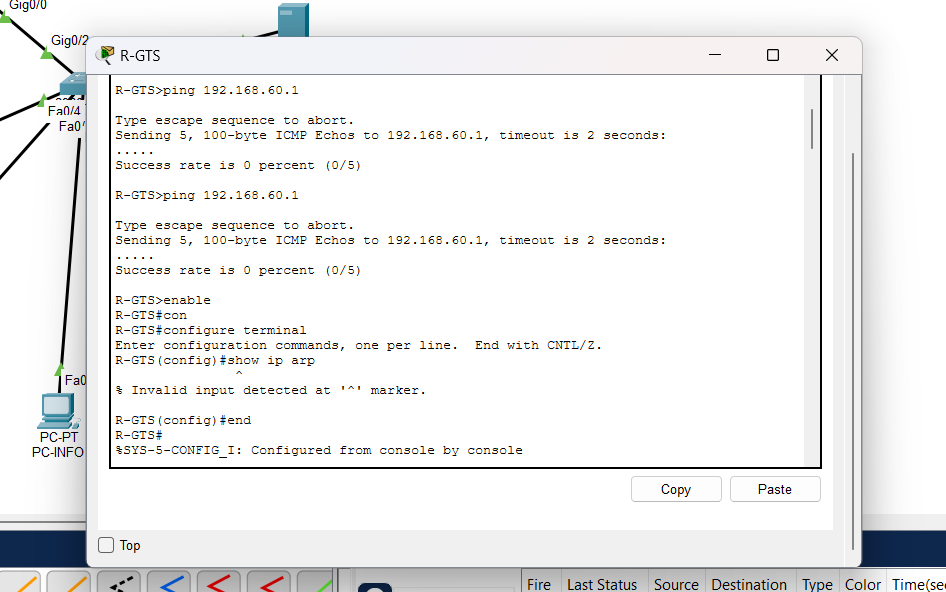 Gig0/0
Gig0/2
R-GTS
R-GTS>ping 192.168.60.1
Type escape sequence to abort.
Sending 5, 100-byte ICMP Echos to 192.168.60.1, timeout is 2 seconds:
.....
Success rate is 0 percent (0/5)
R-GTS>ping 192.168.60.1
Type escape sequence to abort.
Sending 5, 100-byte ICMP Echos to 192.168.60.1, timeout is 2 seconds:
.....
Success rate is 0 percent (0/5)
R-GTS>enable
R-GTS#con
R-GTS#configure terminal
Enter configuration commands, one per line.  End with CNTL/Z.
R-GTS(config)#show ip arp
^
% Invalid input detected at '^' marker.
R-GTS(config)#end
R-GTS#
%SYS-5-CONFIG_I: Configured from console by console
Fa0/4
Fa0/
Fa0
PC-PT
PC-INFO
Copy
Paste
Top
Fire
Last Status
Source
Destination
Type
Color
Time(sec